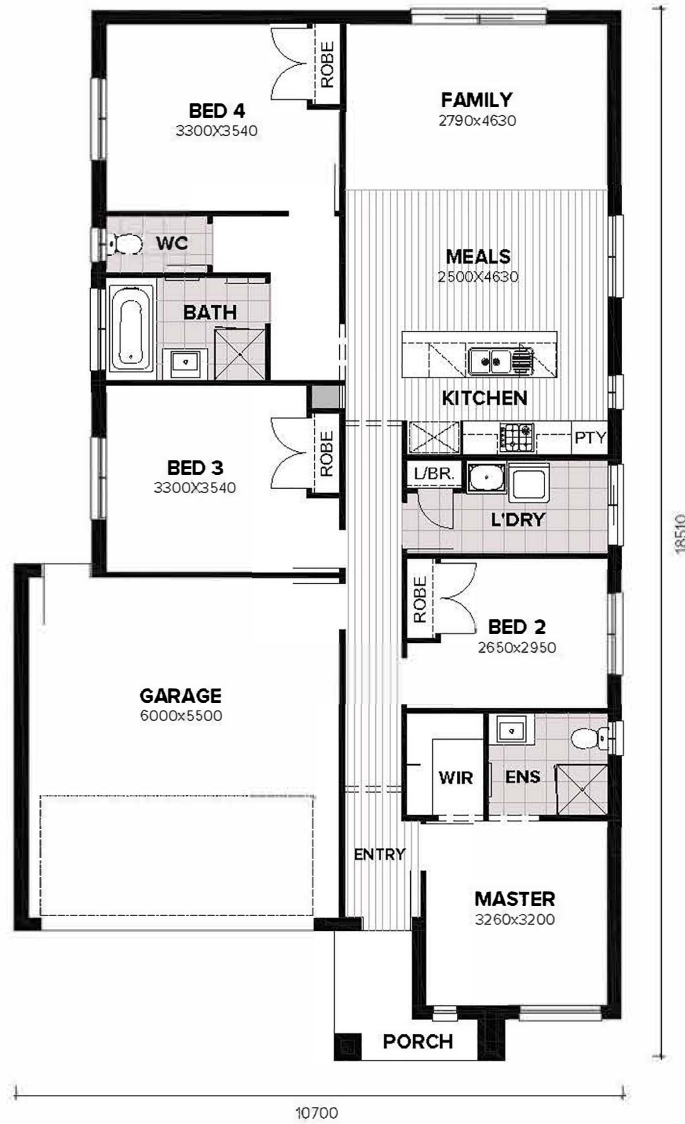 ROBE
BED 4
3300X3540
FAMILY
2790x4630
WC
MEALS
2500X4630
BATH
KITCHEN
PTY
BED 3
3300X3540
ROBE
L/BR.
L'DRY
18510
ROBE
BED 2
2650x2950
GARAGE
6000x5500
WIR
ENS
ENTRY
MASTER
3260x3200
PORCH
10700